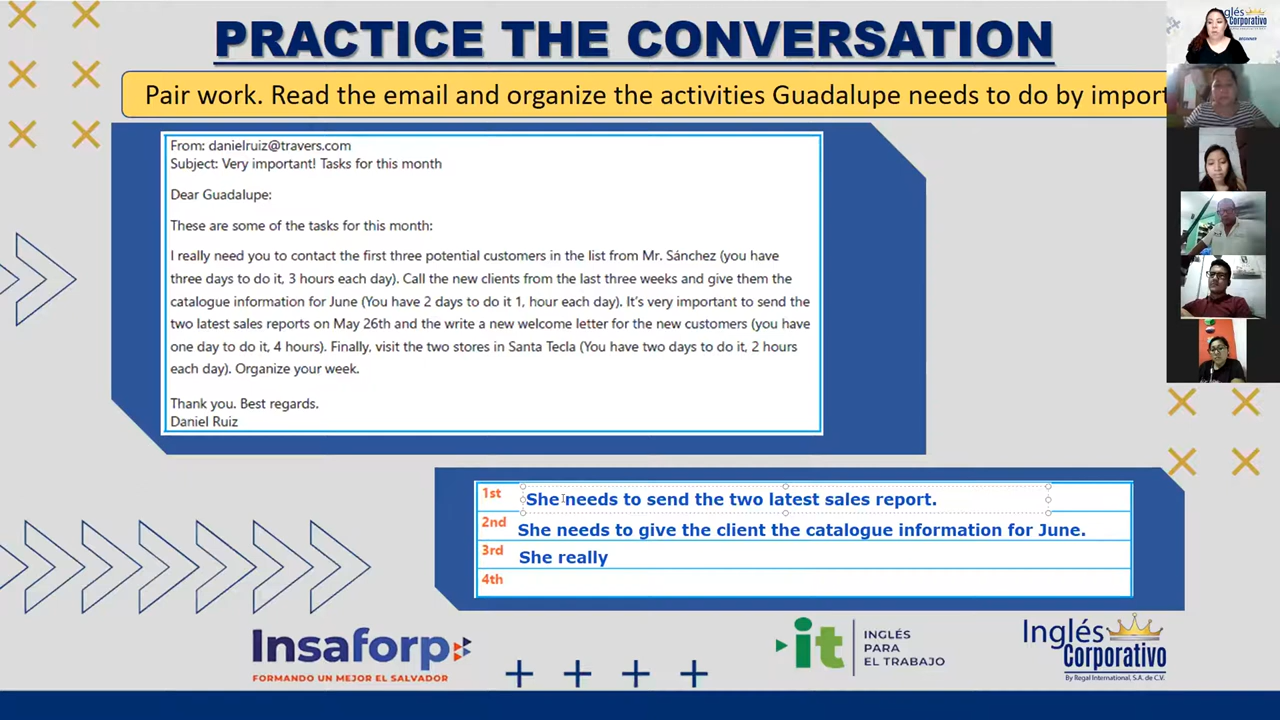 PRACTICE THE CONVERSATION
Pair work. Read the email and organize the activities Guadalupe needs to do by import
From: danielruiz@travers.com
Subject: Very important! Tasks for this month
Dear Guadalupe:
These are some of the tasks for this month:
I really need you to contact the first three potential customers in the list from Mr. Sánchez (you have
three days to do it, 3 hours each day). Call the new clients from the last three weeks and give them the
catalogue information for June (You have 2 days to do it 1, hour each day). It's very important to send the
two latest sales reports on May 26th and the write a new welcome letter for the new customers (you have
one day to do it, 4 hours). Finally, visit the two stores in Santa Tecla (You have two days to do it, 2 hours
each day). Organize your week.
Thank you. Best regards.
Daniel Ruiz
1st She needs to send the two latest sales report.
2nd She needs to give the client the catalogue information for June.
3rd She really
4th
Insaforp
FORMANDO UN MEJOR EL SALVADOR
it
INGLÉS
PARA
EL TRABAJO
Inglés
Corporativo
By Regal International, S.A. de C.V.
Inglés
Corporativo
BEGINNER